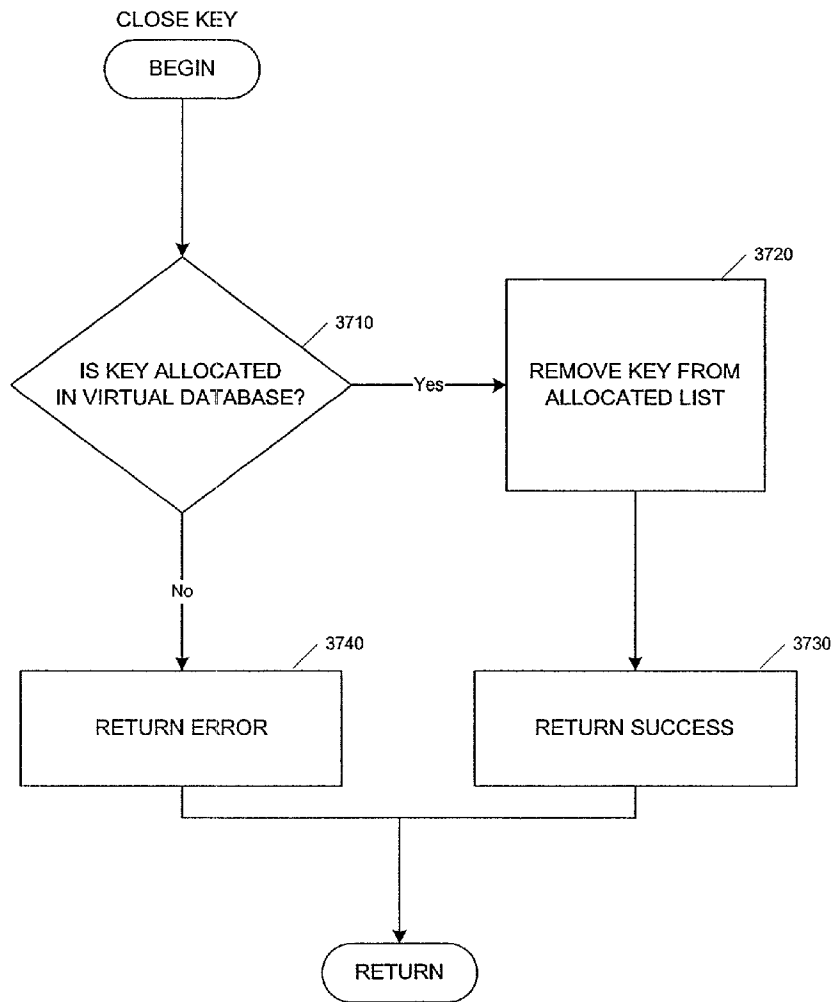 CLOSE KEY
BEGIN
3710
IS KEY ALLOCATED
IN VIRTUAL DATABASE?
Yes
3720
REMOVE KEY FROM
ALLOCATED LIST
No
3740
RETURN ERROR
3730
RETURN SUCCESS
RETURN